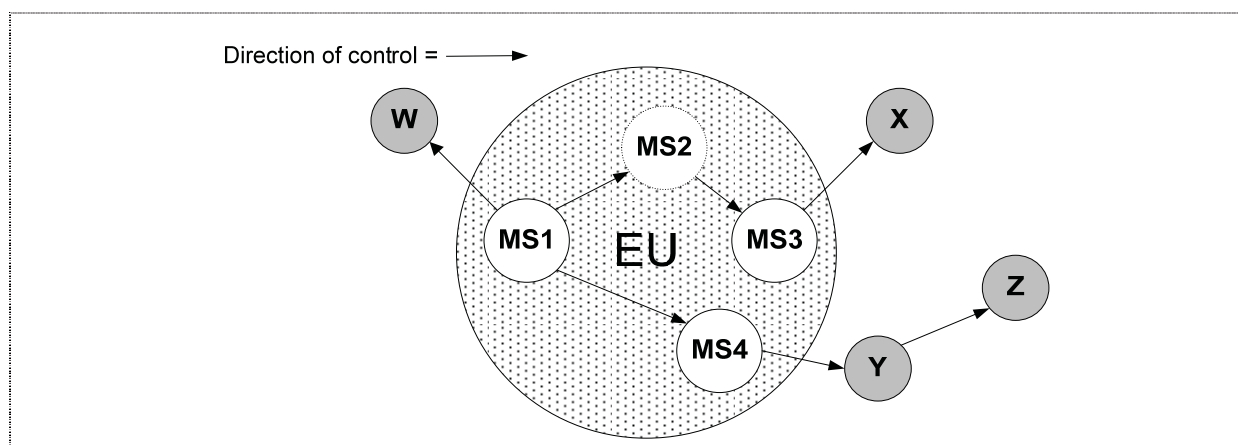 Direction of control =
W
X
MS2
MS1
EU
MS3
Z
MS4
Y